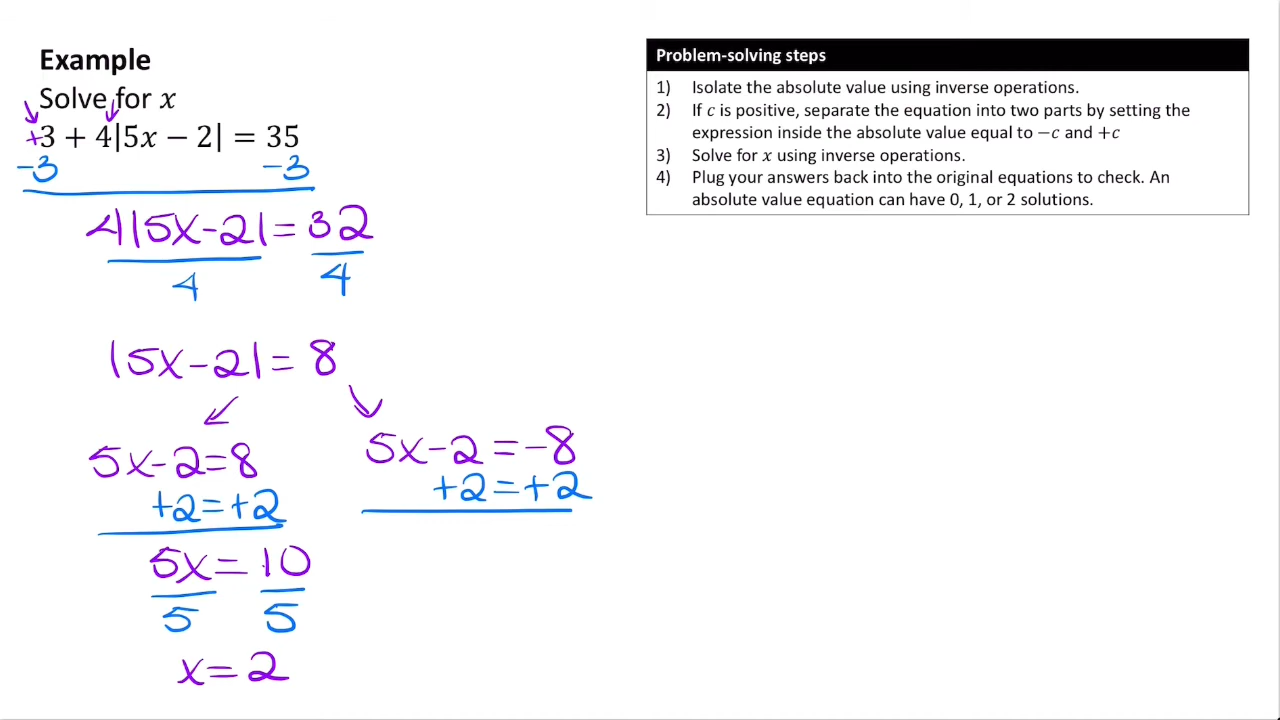 Example
Solve for x
+3 + 4|5x − 2| = 35
−3 −3
4|5x−2| = 32
4 4
|5x−2| = 8
5x−2=8
+2=+2
5x = 10
5 5
x = 2
5x−2=−8
+2=+2
Problem-solving steps
1) Isolate the absolute value using inverse operations.
2) If c is positive, separate the equation into two parts by setting the
expression inside the absolute value equal to −c and +c
3) Solve for x using inverse operations.
4) Plug your answers back into the original equations to check. An
absolute value equation can have 0, 1, or 2 solutions.